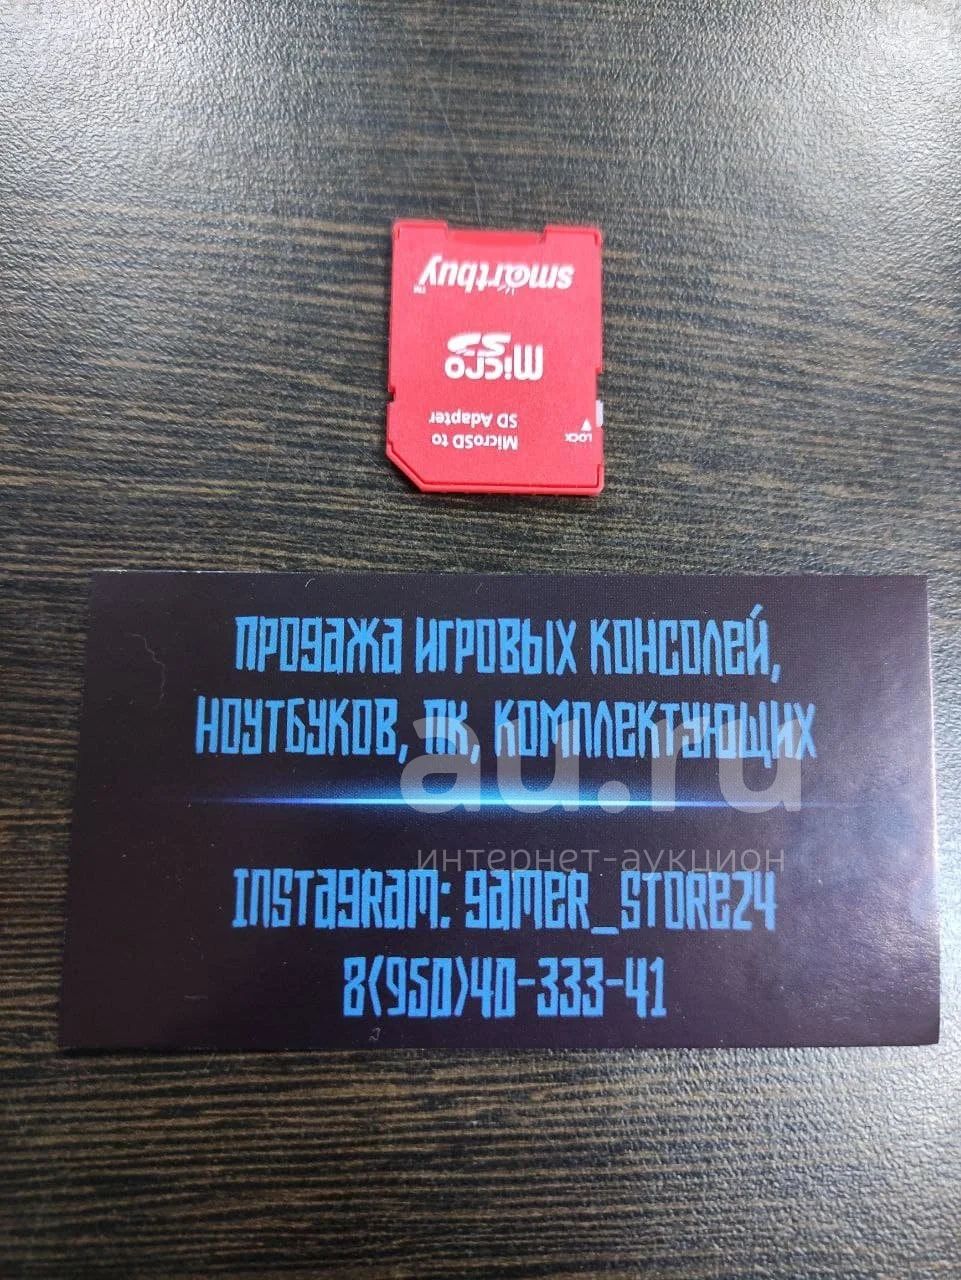 smartbuy™
micro
SD
MicroSD to
SD Adapter
LOCK
ПРОДАЖА ИГРОВЫХ КОНСОЛЕЙ,
НОУТБУКОВ, ПК, КОМПЛЕКТУЮЩИХ
au.ru
интернет-аукцион
INSTAGRAM: GAMER_STORE24
8(950)40-333-41